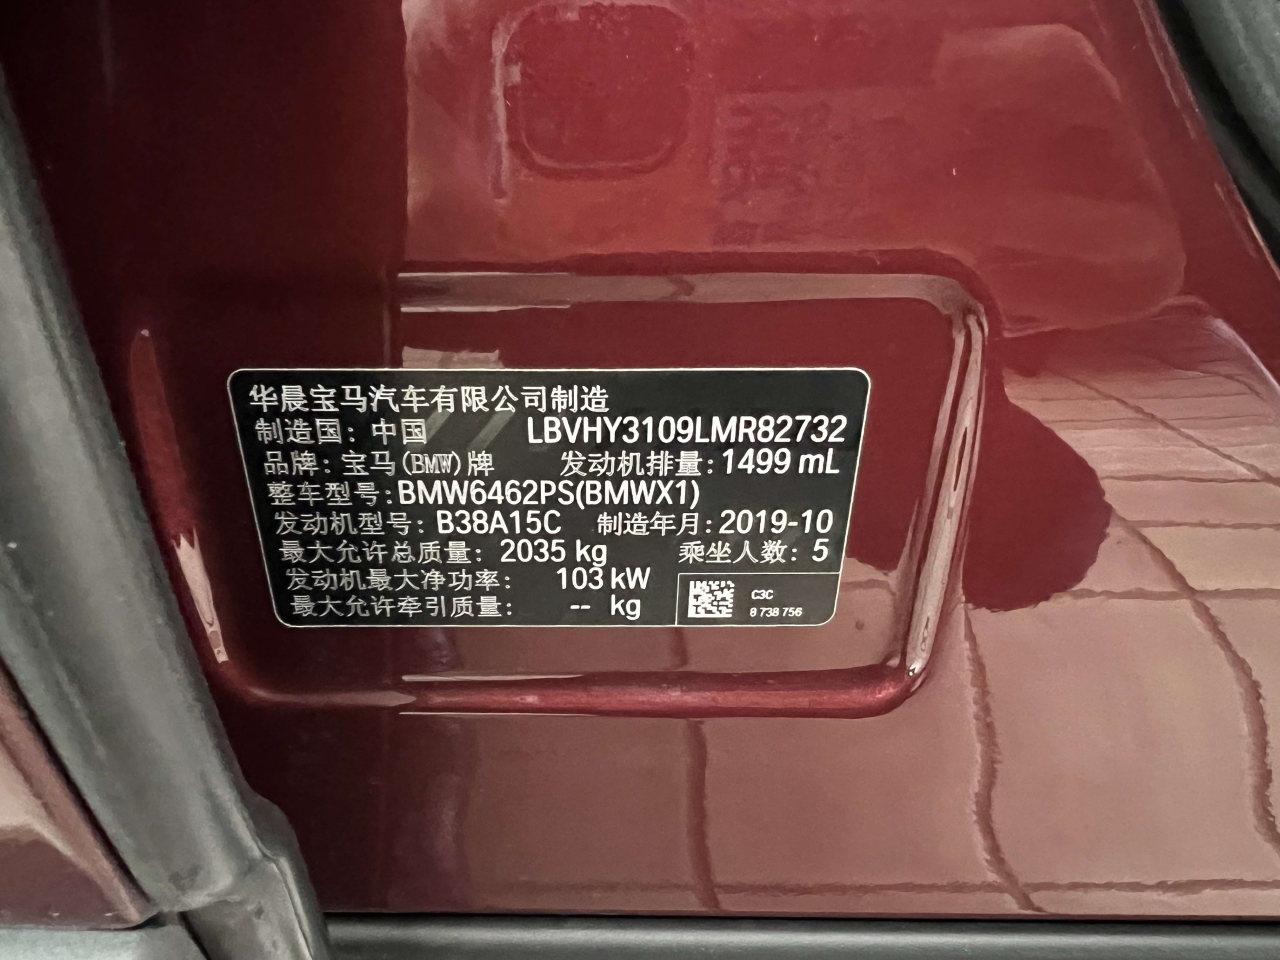 华晨宝马汽车有限公司制造
制造国：中国 LBVHY3109LMR82732
品牌：宝马(BMW)牌 发动机排量：1499 mL
整车型号：BMW6462PS(BMWX1)
发动机型号：B38A15C 制造年月：2019-10
最大允许总质量：2035 kg 乘坐人数：5
发动机最大净功率： 103 kW
最大允许牵引质量： -- kg
C3C
8 738 756